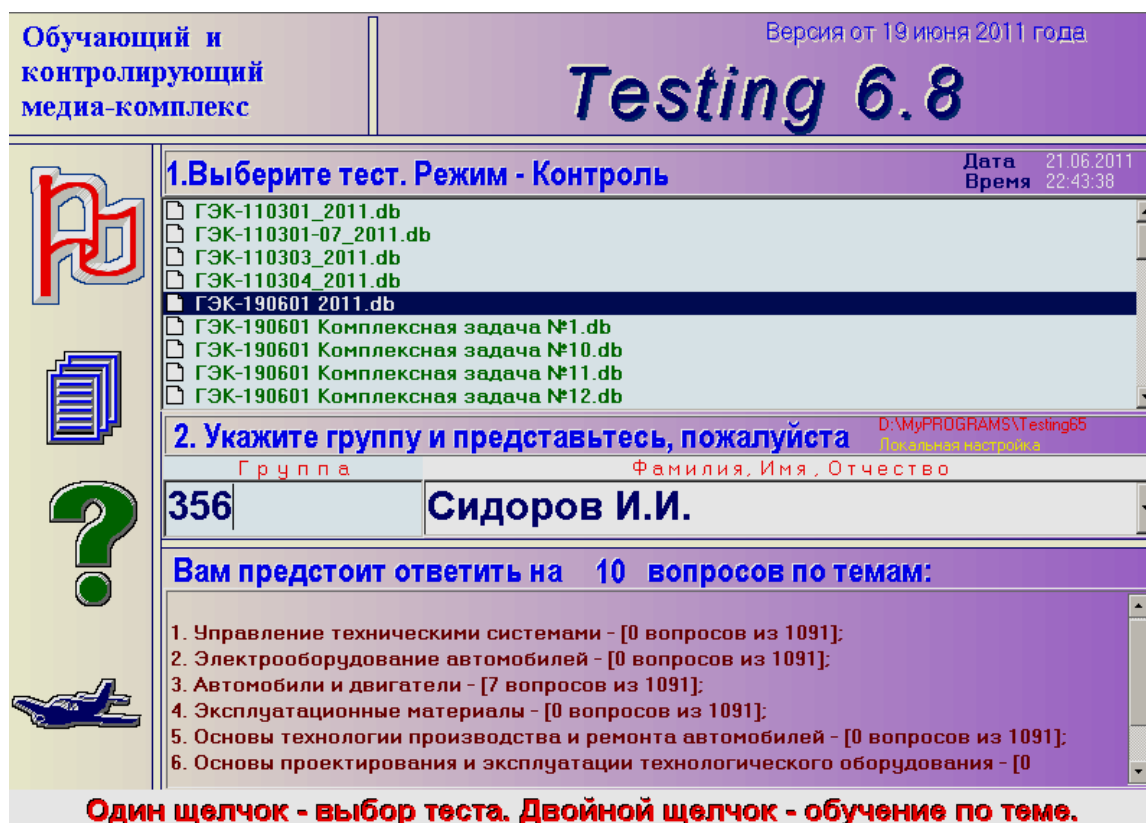 Обучающий и
контролирующий
медиа-комплекс
Версия от 19 июня 2011 года
Testing 6.8
1.Выберите тест. Режим - Контроль
Дата 21.06.2011
Время 22:43:38
ГЭК-110301_2011.db
ГЭК-110301-07_2011.db
ГЭК-110303_2011.db
ГЭК-110304_2011.db
ГЭК-190601 2011.db
ГЭК-190601 Комплексная задача №1.db
ГЭК-190601 Комплексная задача №10.db
ГЭК-190601 Комплексная задача №11.db
ГЭК-190601 Комплексная задача №12.db
2. Укажите группу и представьтесь, пожалуйста
D:\MyPROGRAMS\Testing65
Локальная настройка
Группа Фамилия, Имя, Отчество
356 Сидоров И.И.
Вам предстоит ответить на 10 вопросов по темам:
1. Управление техническими системами - [0 вопросов из 1091];
2. Электрооборудование автомобилей - [0 вопросов из 1091];
3. Автомобили и двигатели - [7 вопросов из 1091];
4. Эксплуатационные материалы - [0 вопросов из 1091];
5. Основы технологии производства и ремонта автомобилей - [0 вопросов из 1091];
6. Основы проектирования и эксплуатации технологического оборудования - [0
Один щелчок - выбор теста. Двойной щелчок - обучение по теме.